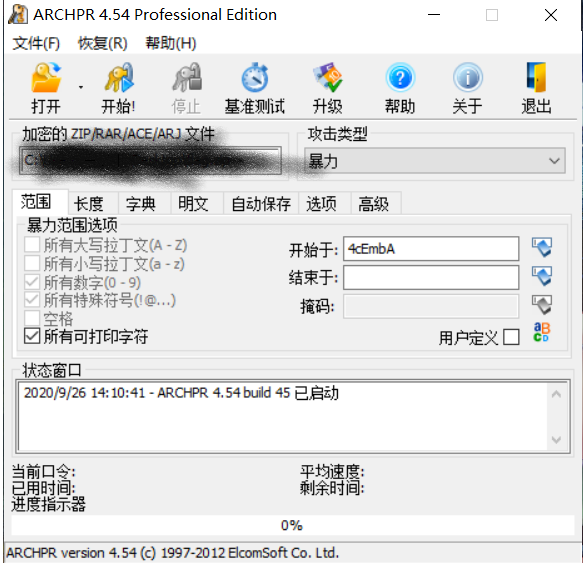 ARCHPR 4.54 Professional Edition
文件(F) 恢复(R) 帮助(H)
打开 开始! 停止 基准测试 升级 帮助 关于 退出
加密的 ZIP/RAR/ACE/ARJ 文件 攻击类型
C: 暴力
范围 长度 字典 明文 自动保存 选项 高级
暴力范围选项
所有大写拉丁文(A - Z) 开始于: 4cEmbA
所有小写拉丁文(a - z)
所有数字(0 - 9) 结束于:
所有特殊符号(!@...) 掩码:
空格
所有可打印字符 用户定义 aBCD
状态窗口
2020/9/26 14:10:41 - ARCHPR 4.54 build 45 已启动
当前口令: 平均速度:
已用时间: 剩余时间:
进度指示器
0%
ARCHPR version 4.54 (c) 1997-2012 ElcomSoft Co. Ltd.